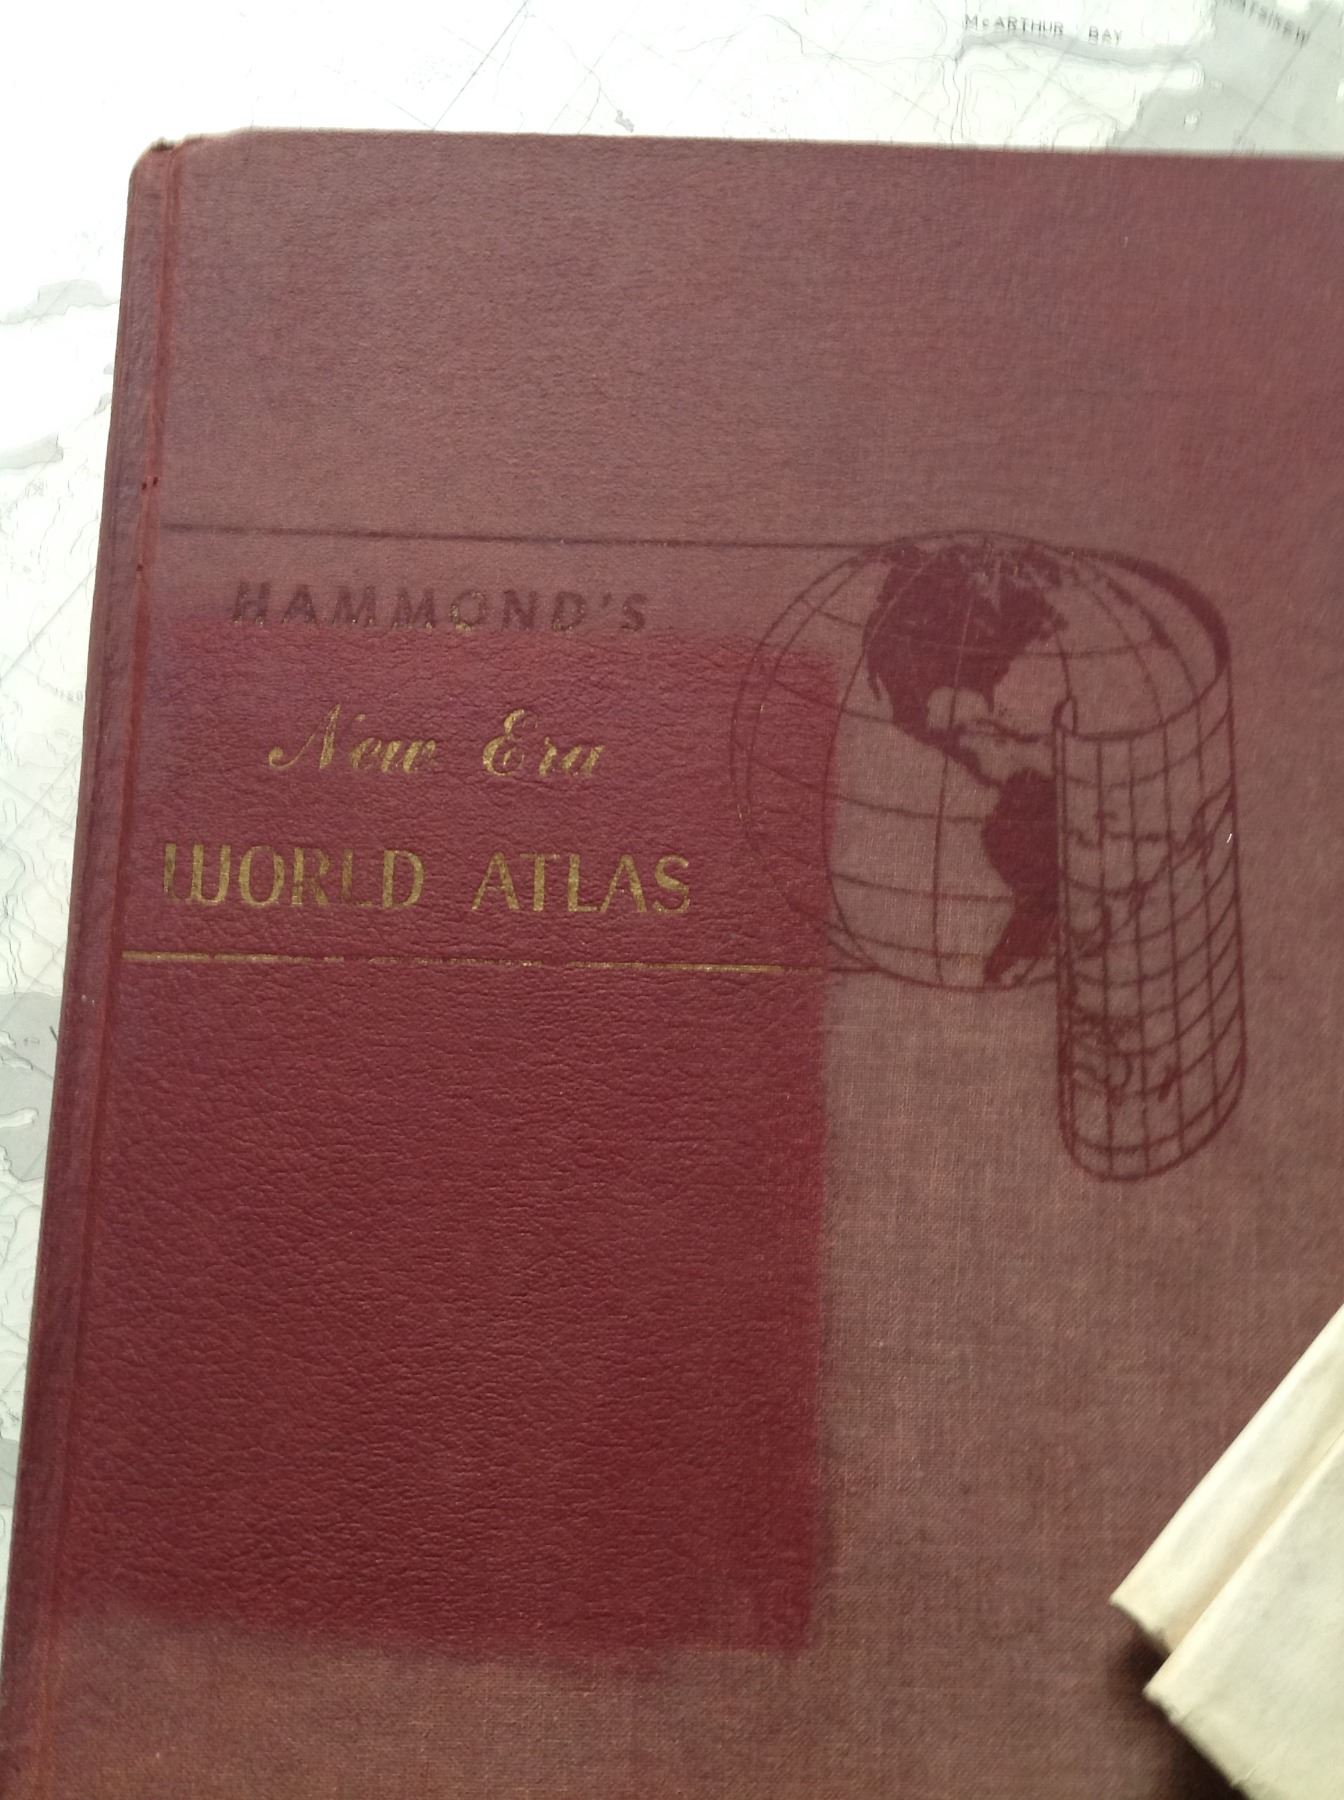 McARTHUR BAY
HAMMOND'S
New Era
WORLD ATLAS